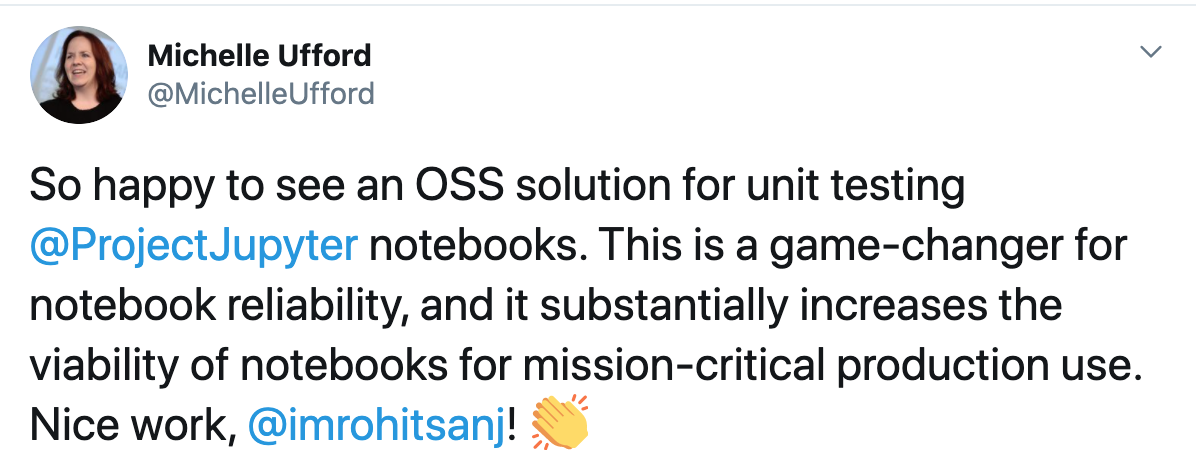 Michelle Ufford
@MichelleUfford
So happy to see an OSS solution for unit testing
@ProjectJupyter notebooks. This is a game-changer for
notebook reliability, and it substantially increases the
viability of notebooks for mission-critical production use.
Nice work, @imrohitsanj! 👏